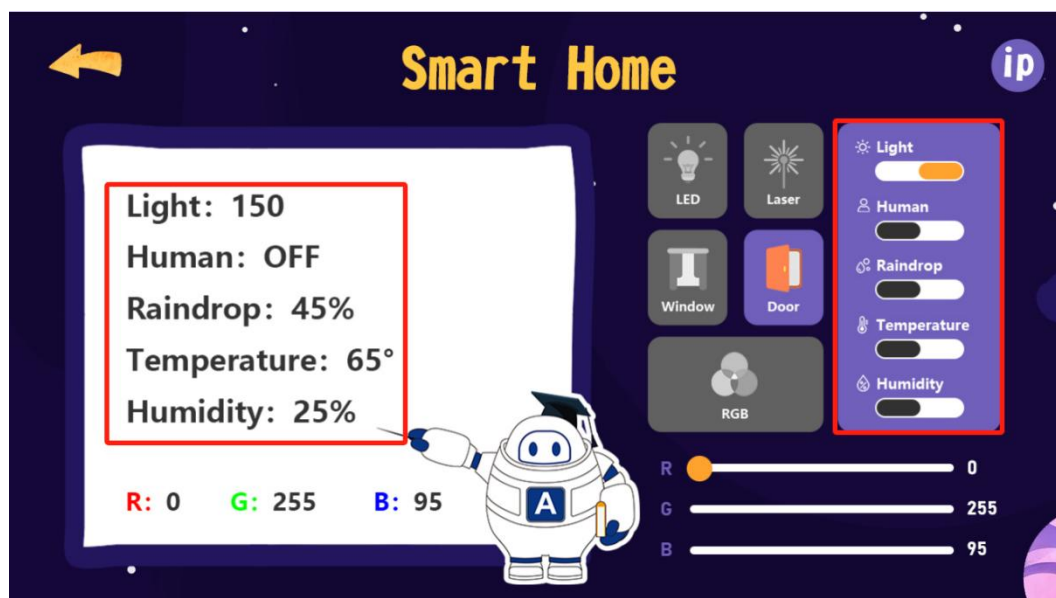 Smart Home
ip
Light: 150
Human: OFF
Raindrop: 45%
Temperature: 65°
Humidity: 25%
R: 0 G: 255 B: 95
A
LED
Laser
Window
Door
RGB
Light
Human
Raindrop
Temperature
Humidity
R 0
G 255
B 95